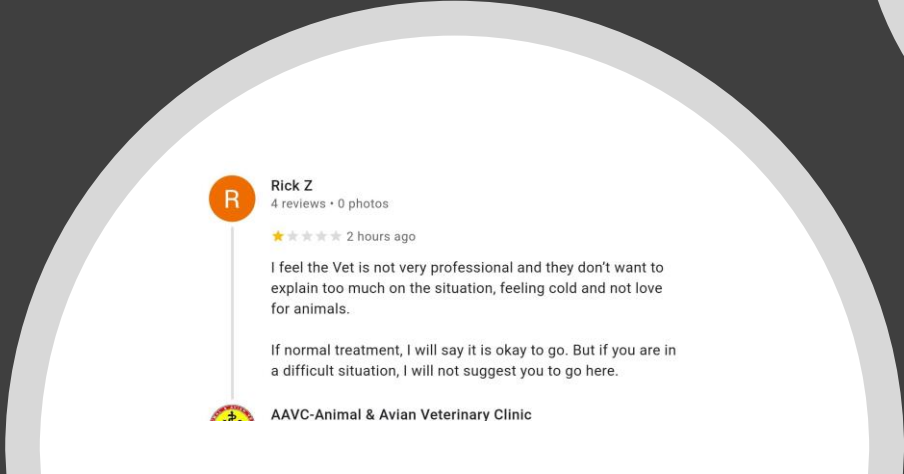 R
Rick Z
4 reviews • 0 photos
2 hours ago
I feel the Vet is not very professional and they don't want to
explain too much on the situation, feeling cold and not love
for animals.
If normal treatment, I will say it is okay to go. But if you are in
a difficult situation, I will not suggest you to go here.
AAVC-Animal & Avian Veterinary Clinic